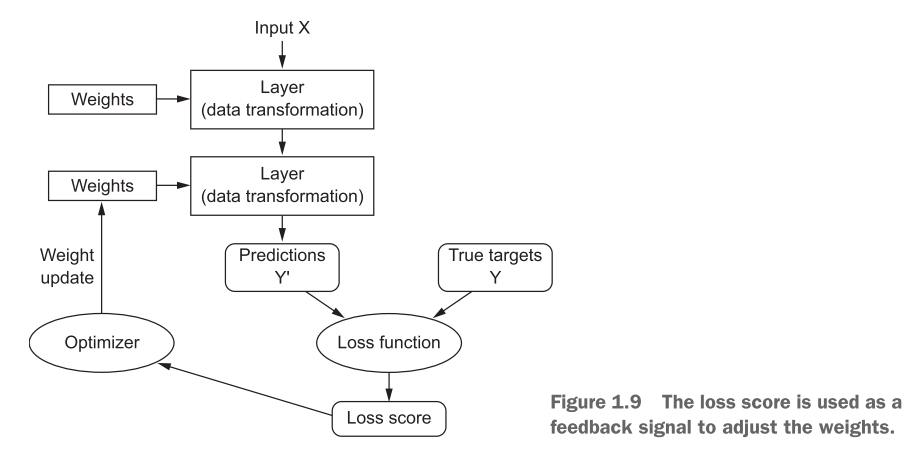 Input X
Layer
(data transformation)
Weights
Layer
(data transformation)
Weights
Weight
update
Predictions
Y'
True targets
Y
Optimizer
Loss function
Loss score
Figure 1.9 The loss score is used as a
feedback signal to adjust the weights.